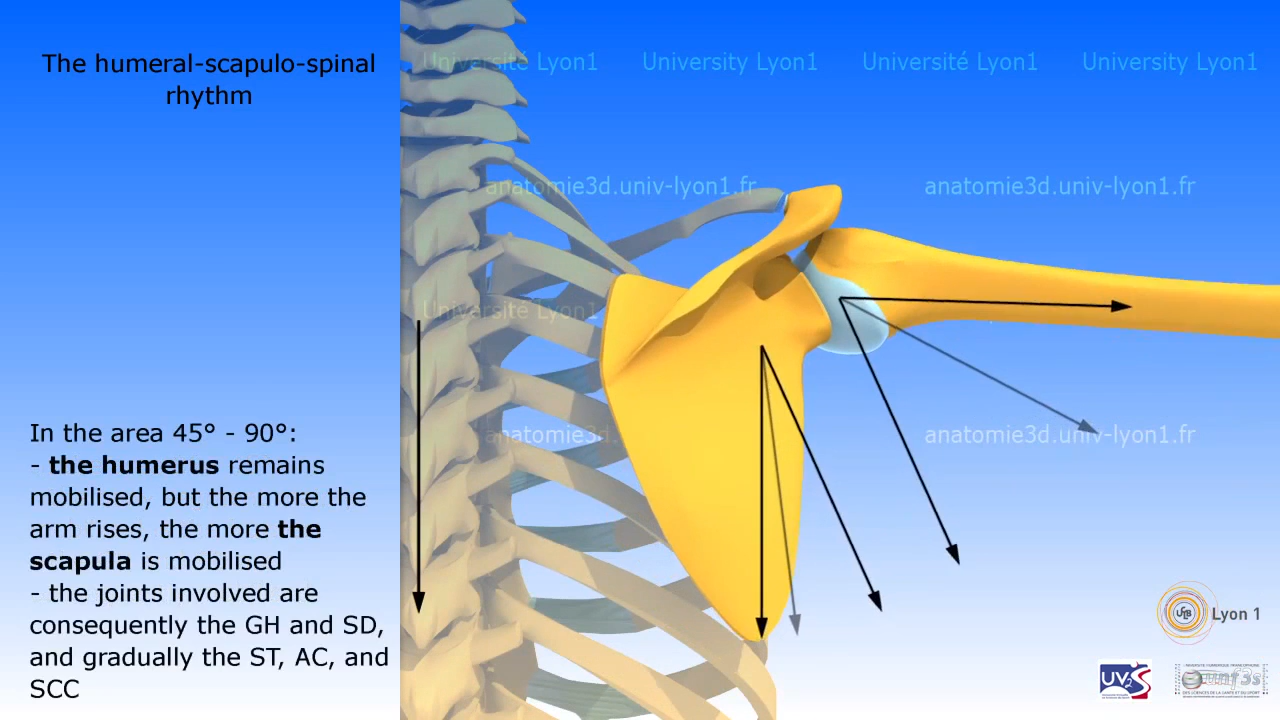 The humeral-scapulo-spinal
rhythm
Université Lyon1 University Lyon1 Université Lyon1 University Lyon1
anatomie3d.univ-lyon1.fr anatomie3d.univ-lyon1.fr
Université Lyon1
anatomie3d. anatomie3d.univ-lyon1.fr
In the area 45° - 90°:
- the humerus remains
mobilised, but the more the
arm rises, the more the
scapula is mobilised
- the joints involved are
consequently the GH and SD,
and gradually the ST, AC, and
SCC
Lyon 1
UV2S
unf3s